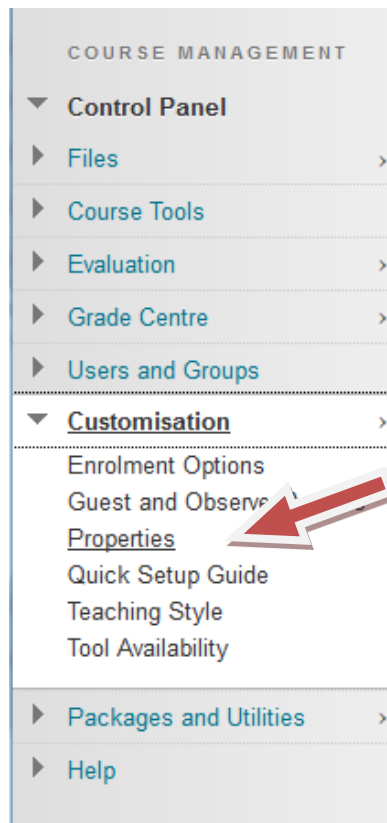 COURSE MANAGEMENT
Control Panel
Files
Course Tools
Evaluation
Grade Centre
Users and Groups
Customisation
Enrolment Options
Guest and Observe
Properties
Quick Setup Guide
Teaching Style
Tool Availability
Packages and Utilities
Help